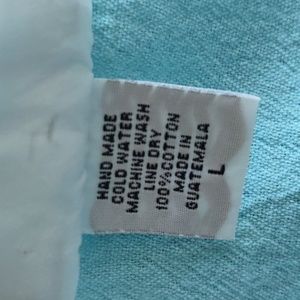 HAND MADE
COLD WATER
MACHINE WASH
LINE DRY
100% COTTON
MADE IN
GUATEMALA
L